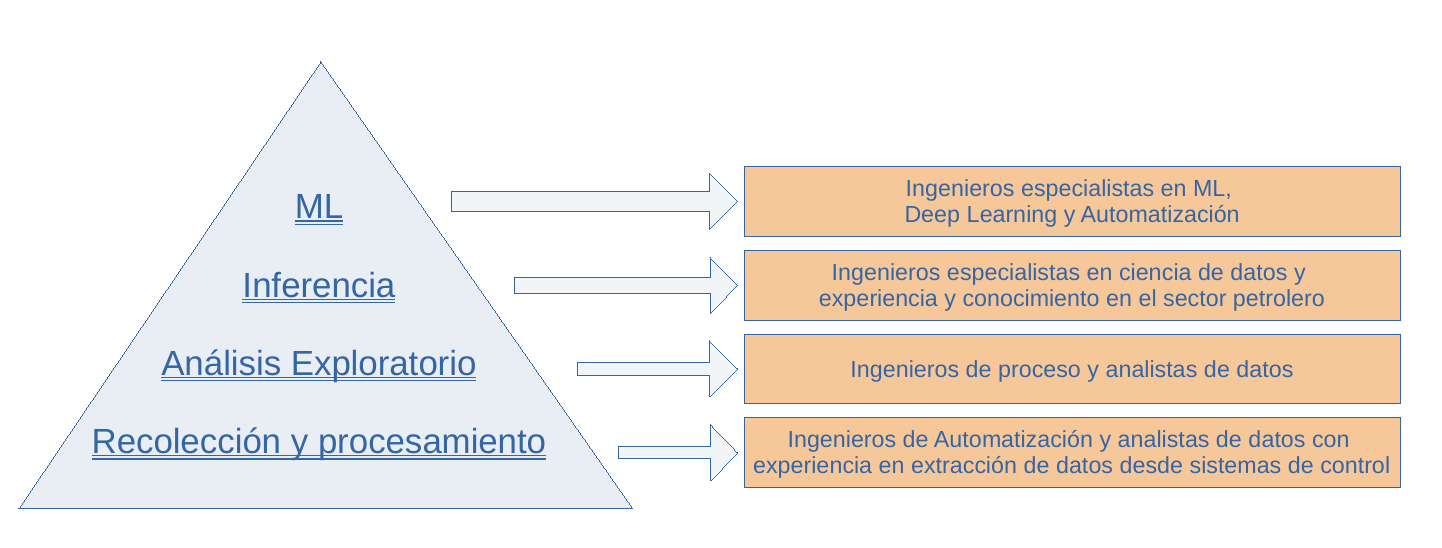 ML
Ingenieros especialistas en ML,
Deep Learning y Automatización
Inferencia
Ingenieros especialistas en ciencia de datos y
experiencia y conocimiento en el sector petrolero
Análisis Exploratorio
Ingenieros de proceso y analistas de datos
Recolección y procesamiento
Ingenieros de Automatización y analistas de datos con
experiencia en extracción de datos desde sistemas de control